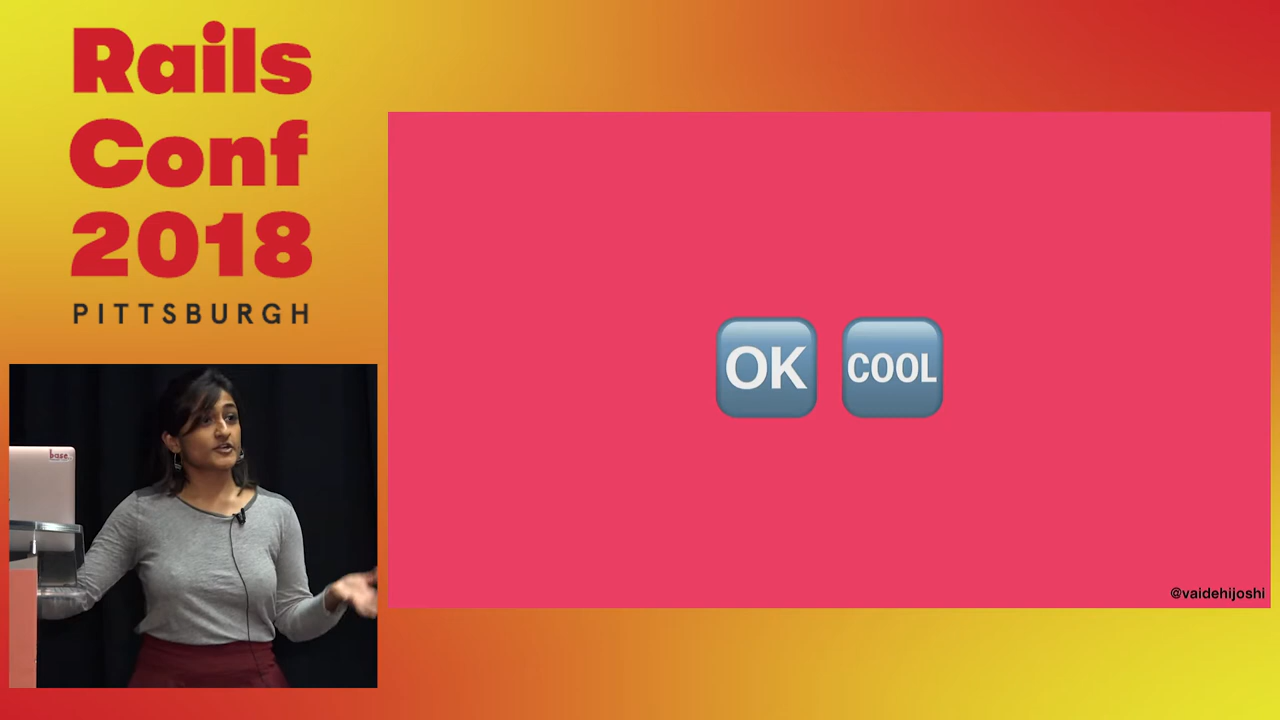 Rails
Conf
2018
PITTSBURGH
base
OK COOL
@vaidehijoshi